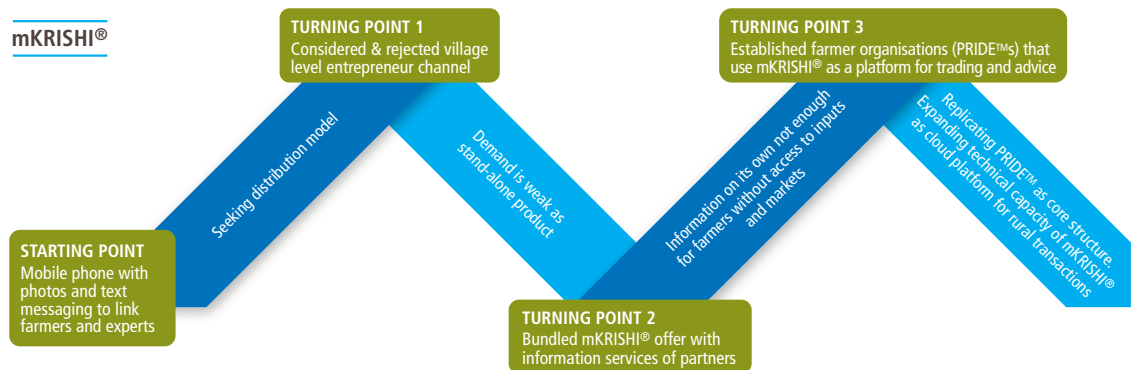 mKRISHI®
STARTING POINT
Mobile phone with
photos and text
messaging to link
farmers and experts
Seeking distribution model
TURNING POINT 1
Considered & rejected village
level entrepreneur channel
Demand is weak as
stand-alone product
TURNING POINT 2
Bundled mKRISHI® offer with
information services of partners
Information on its own not enough
for farmers without access to inputs
and markets
TURNING POINT 3
Established farmer organisations (PRIDE™s) that
use mKRISHI® as a platform for trading and advice
Replicating PRIDE™ as core structure.
Expanding technical capacity of mKRISHI®
as cloud platform for rural transactions